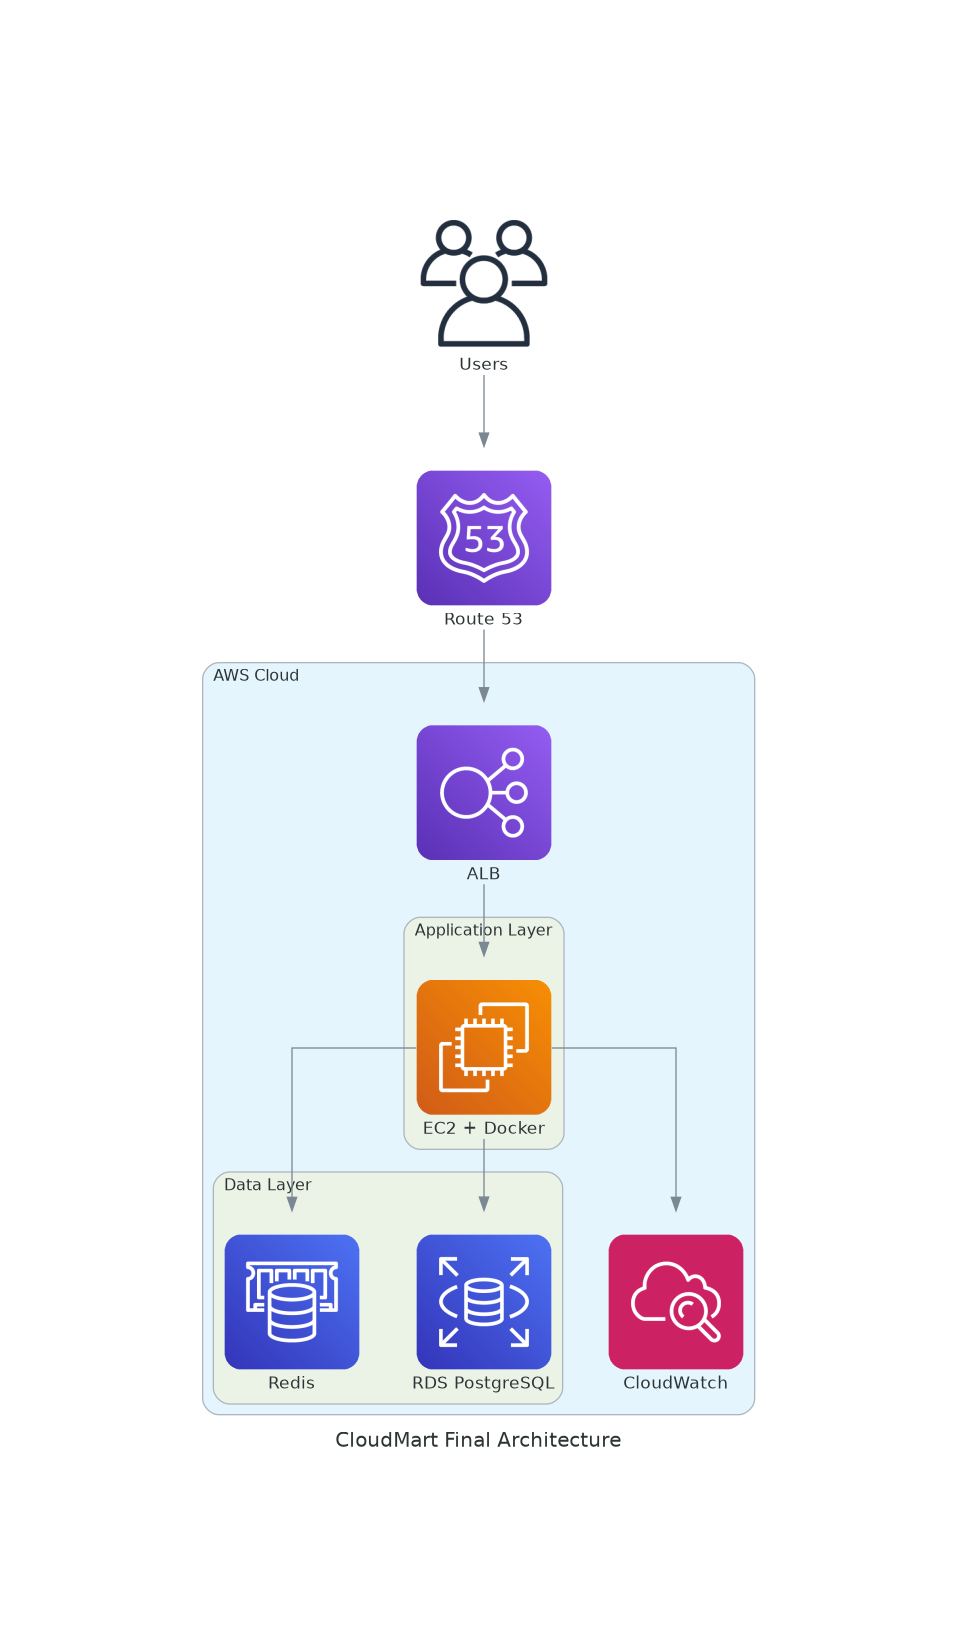 Users
53
Route 53
AWS Cloud
ALB
Application Layer
EC2 + Docker
Data Layer
Redis
RDS PostgreSQL
CloudWatch
CloudMart Final Architecture